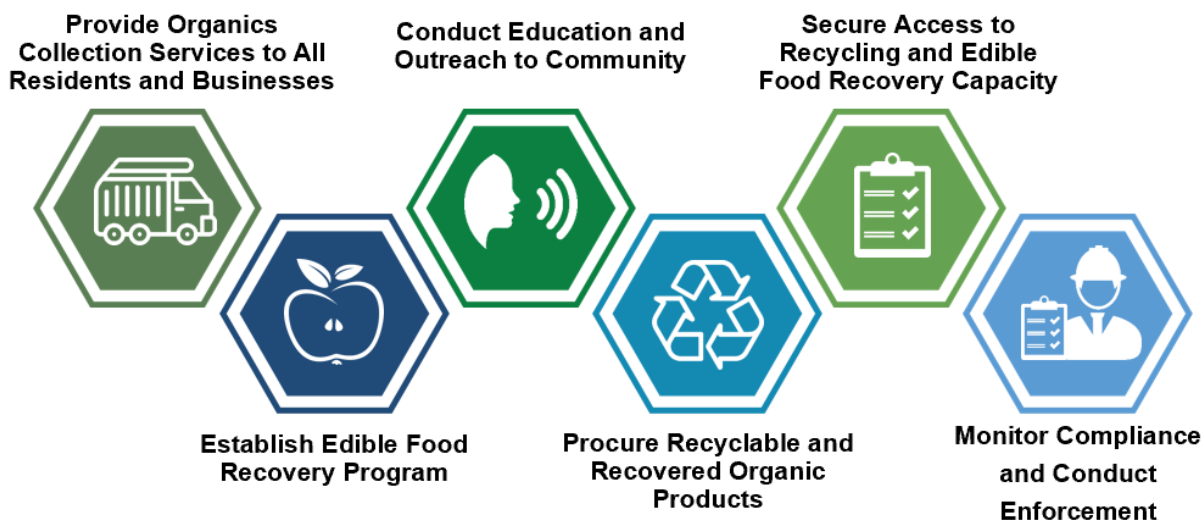 Provide Organics
Collection Services to All
Residents and Businesses
Establish Edible Food
Recovery Program
Conduct Education and
Outreach to Community
Procure Recyclable and
Recovered Organic
Products
Secure Access to
Recycling and Edible
Food Recovery Capacity
Monitor Compliance
and Conduct
Enforcement